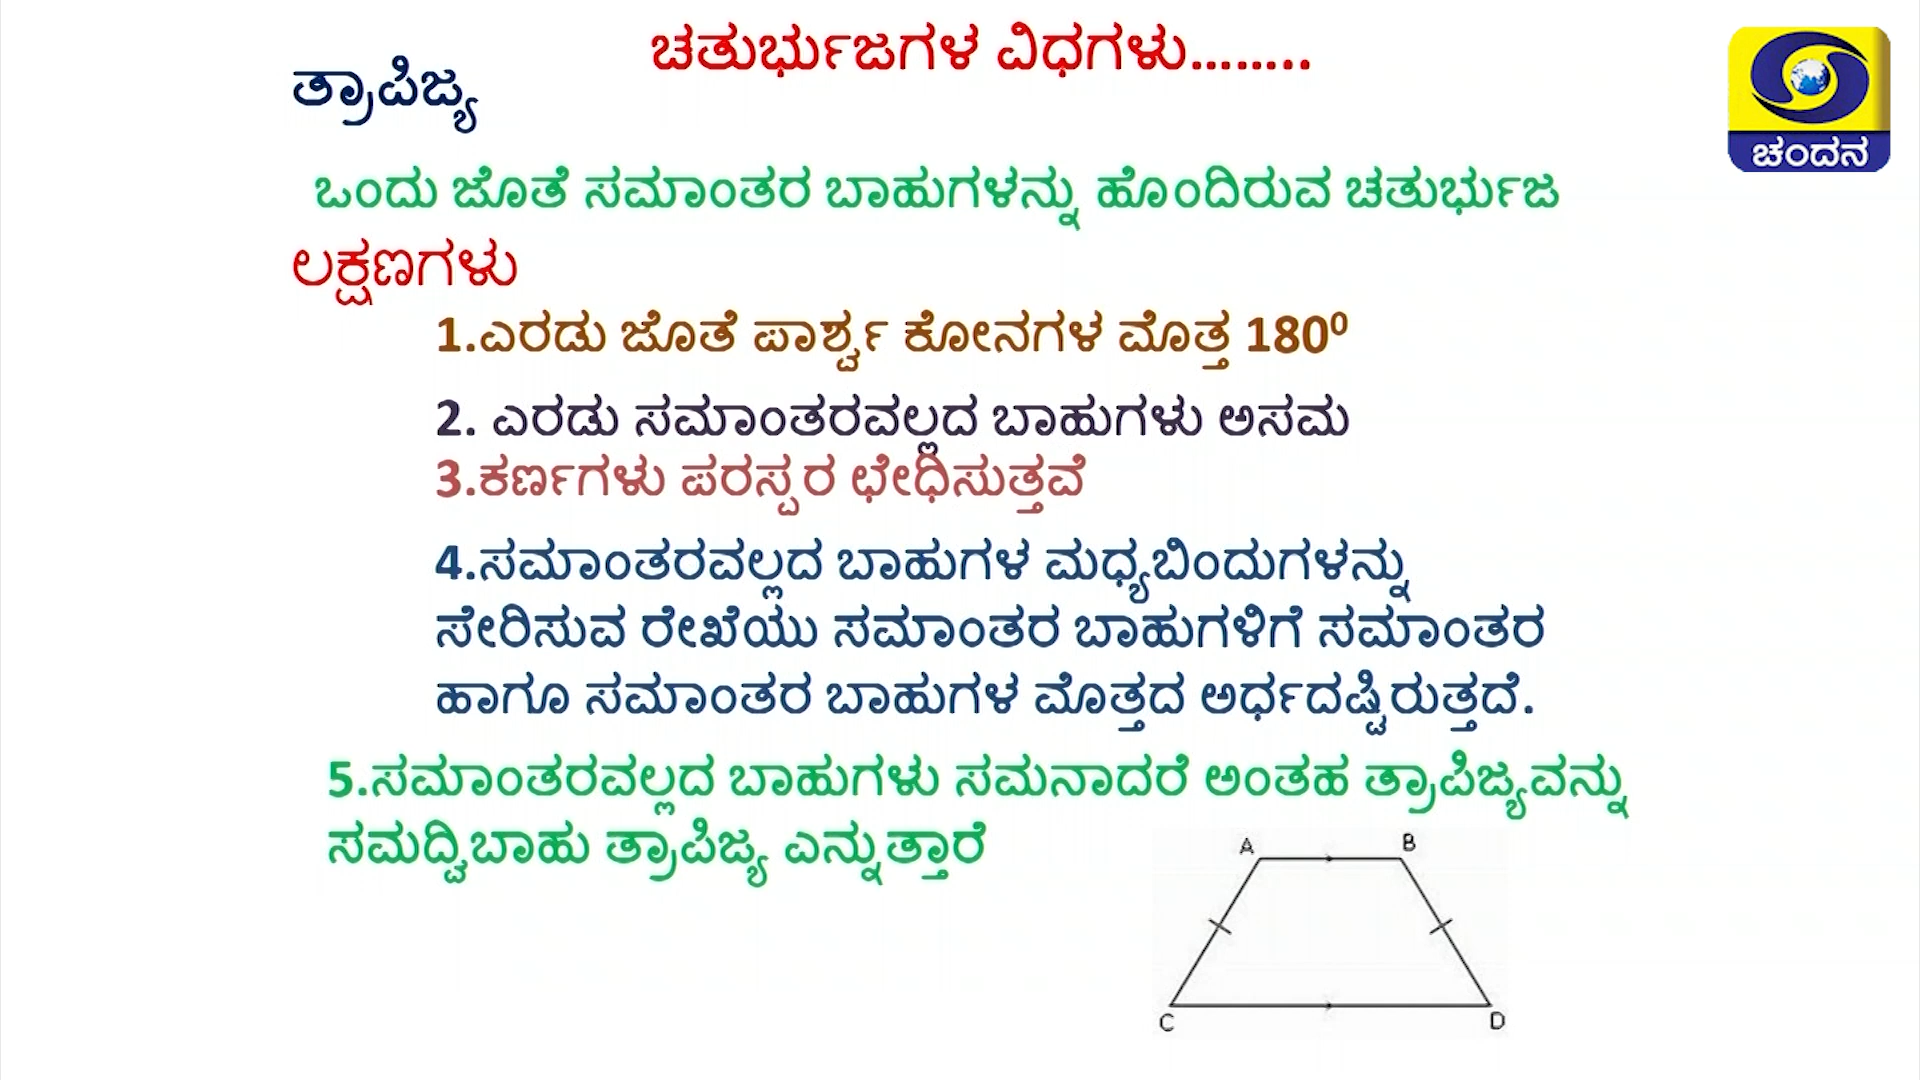 ಚತುರ್ಭುಜಗಳ ವಿಧಗಳು........
ತ್ರಾಪಿಜ್ಯ
ಚಂದನ
ಒಂದು ಜೊತೆ ಸಮಾಂತರ ಬಾಹುಗಳನ್ನು ಹೊಂದಿರುವ ಚತುರ್ಭುಜ
ಲಕ್ಷಣಗಳು
1.ಎರಡು ಜೊತೆ ಪಾರ್ಶ್ವ ಕೋನಗಳ ಮೊತ್ತ 180⁰
2. ಎರಡು ಸಮಾಂತರವಲ್ಲದ ಬಾಹುಗಳು ಅಸಮ
3.ಕರ್ಣಗಳು ಪರಸ್ಪರ ಛೇಧಿಸುತ್ತವೆ
4.ಸಮಾಂತರವಲ್ಲದ ಬಾಹುಗಳ ಮಧ್ಯಬಿಂದುಗಳನ್ನು
ಸೇರಿಸುವ ರೇಖೆಯು ಸಮಾಂತರ ಬಾಹುಗಳಿಗೆ ಸಮಾಂತರ
ಹಾಗೂ ಸಮಾಂತರ ಬಾಹುಗಳ ಮೊತ್ತದ ಅರ್ಧದಷ್ಟಿರುತ್ತದೆ.
5.ಸಮಾಂತರವಲ್ಲದ ಬಾಹುಗಳು ಸಮನಾದರೆ ಅಂತಹ ತ್ರಾಪಿಜ್ಯವನ್ನು
ಸಮದ್ವಿಬಾಹು ತ್ರಾಪಿಜ್ಯ ಎನ್ನುತ್ತಾರೆ
A B
C D